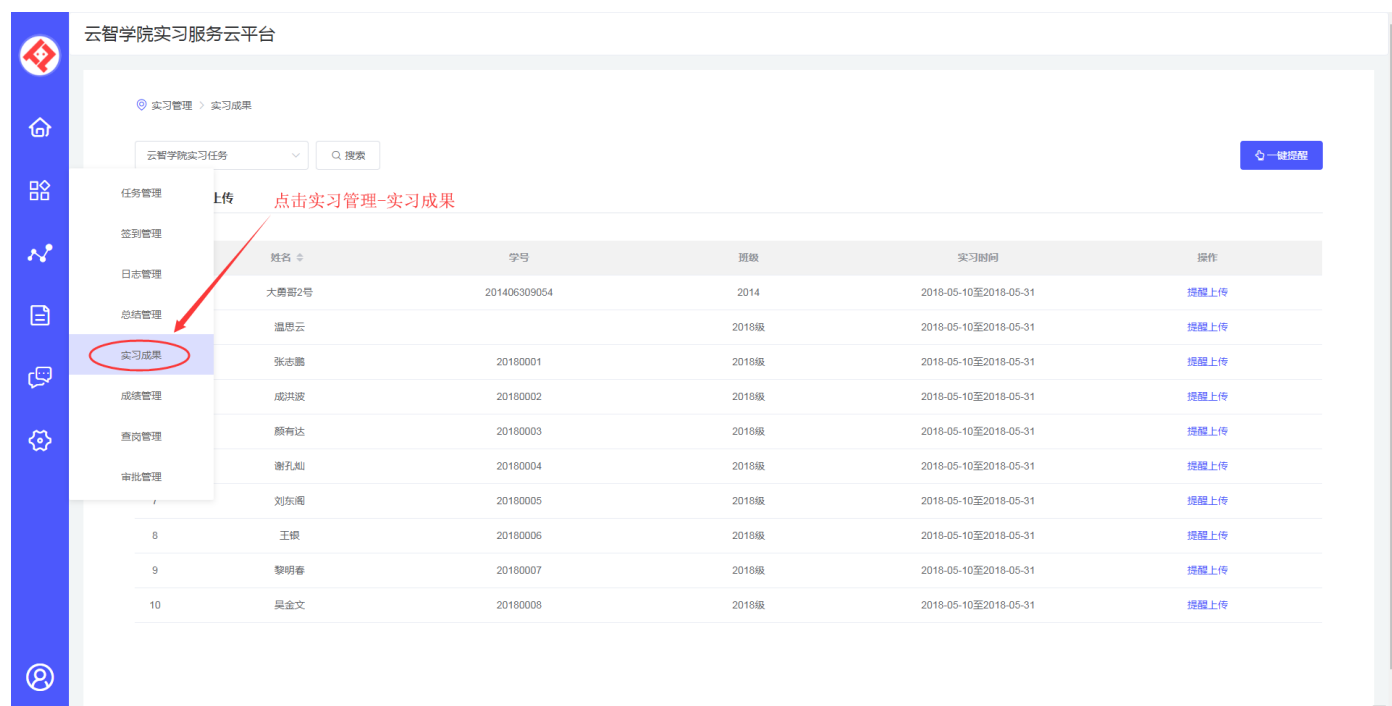 云智学院实习服务云平台
实习管理 > 实习成果
云智学院实习任务 搜索 一键提醒
任务管理
上传
点击实习管理-实习成果
签到管理
日志管理
总结管理
实习成果
成绩管理
查岗管理
审批管理
姓名 学号 班级 实习时间 操作
大勇哥2号 201406309054 2014 2018-05-10至2018-05-31 提醒上传
温思云 2018级 2018-05-10至2018-05-31 提醒上传
张志鹏 20180001 2018级 2018-05-10至2018-05-31 提醒上传
成洪波 20180002 2018级 2018-05-10至2018-05-31 提醒上传
颜有达 20180003 2018级 2018-05-10至2018-05-31 提醒上传
谢孔灿 20180004 2018级 2018-05-10至2018-05-31 提醒上传
刘东阁 20180005 2018级 2018-05-10至2018-05-31 提醒上传
8 王银 20180006 2018级 2018-05-10至2018-05-31 提醒上传
9 黎明春 20180007 2018级 2018-05-10至2018-05-31 提醒上传
10 吴金文 20180008 2018级 2018-05-10至2018-05-31 提醒上传